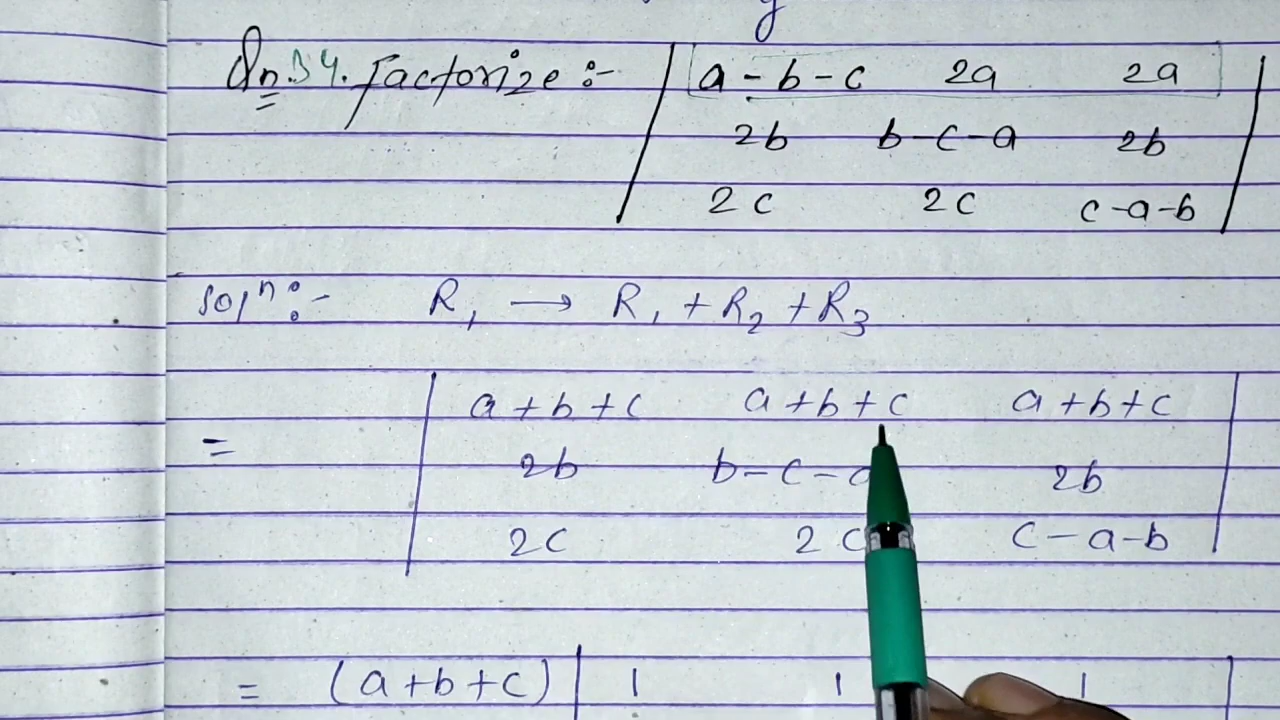 y
Qn.34. factorize :- | a-b-c 2a 2a |
2b b-c-a 2b
2c 2c c-a-b
Solⁿ:- R₁ → R₁ + R₂ + R₃
| a+b+c a+b+c a+b+c |
= 2b b-c-a 2b
2c 2c c-a-b
= (a+b+c) | 1 1 1 |